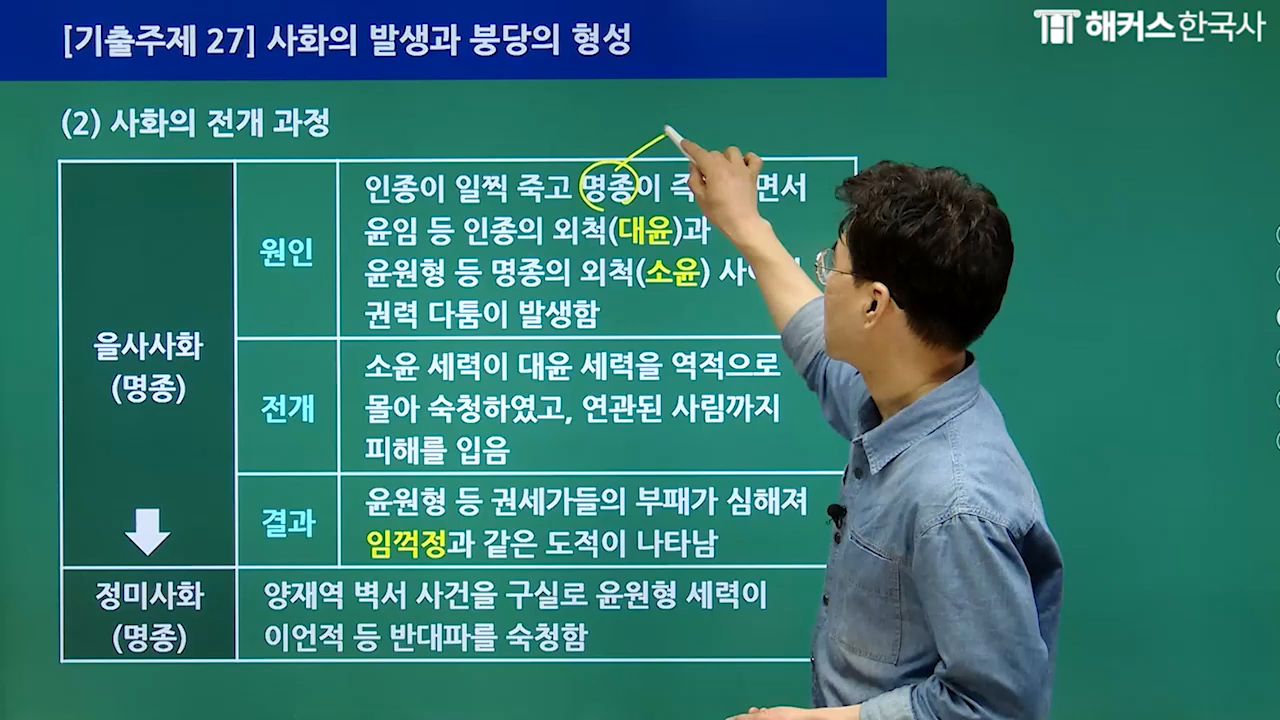 [기출주제 27] 사화의 발생과 붕당의 형성
해커스한국사
(2) 사화의 전개 과정
을사사화
(명종)
원인
인종이 일찍 죽고 명종이 즉 면서
윤임 등 인종의 외척(대윤)과
윤원형 등 명종의 외척(소윤)
권력 다툼이 발생함
전개
소윤 세력이 대윤 세력을 역적으로
몰아 숙청하였고, 연관된 사림까지
피해를 입음
결과
윤원형 등 권세가들의 부패가 심해져
임꺽정과 같은 도적이 나타남
정미사화
(명종)
양재역 벽서 사건을 구실로 윤원형 세력이
이언적 등 반대파를 숙청함